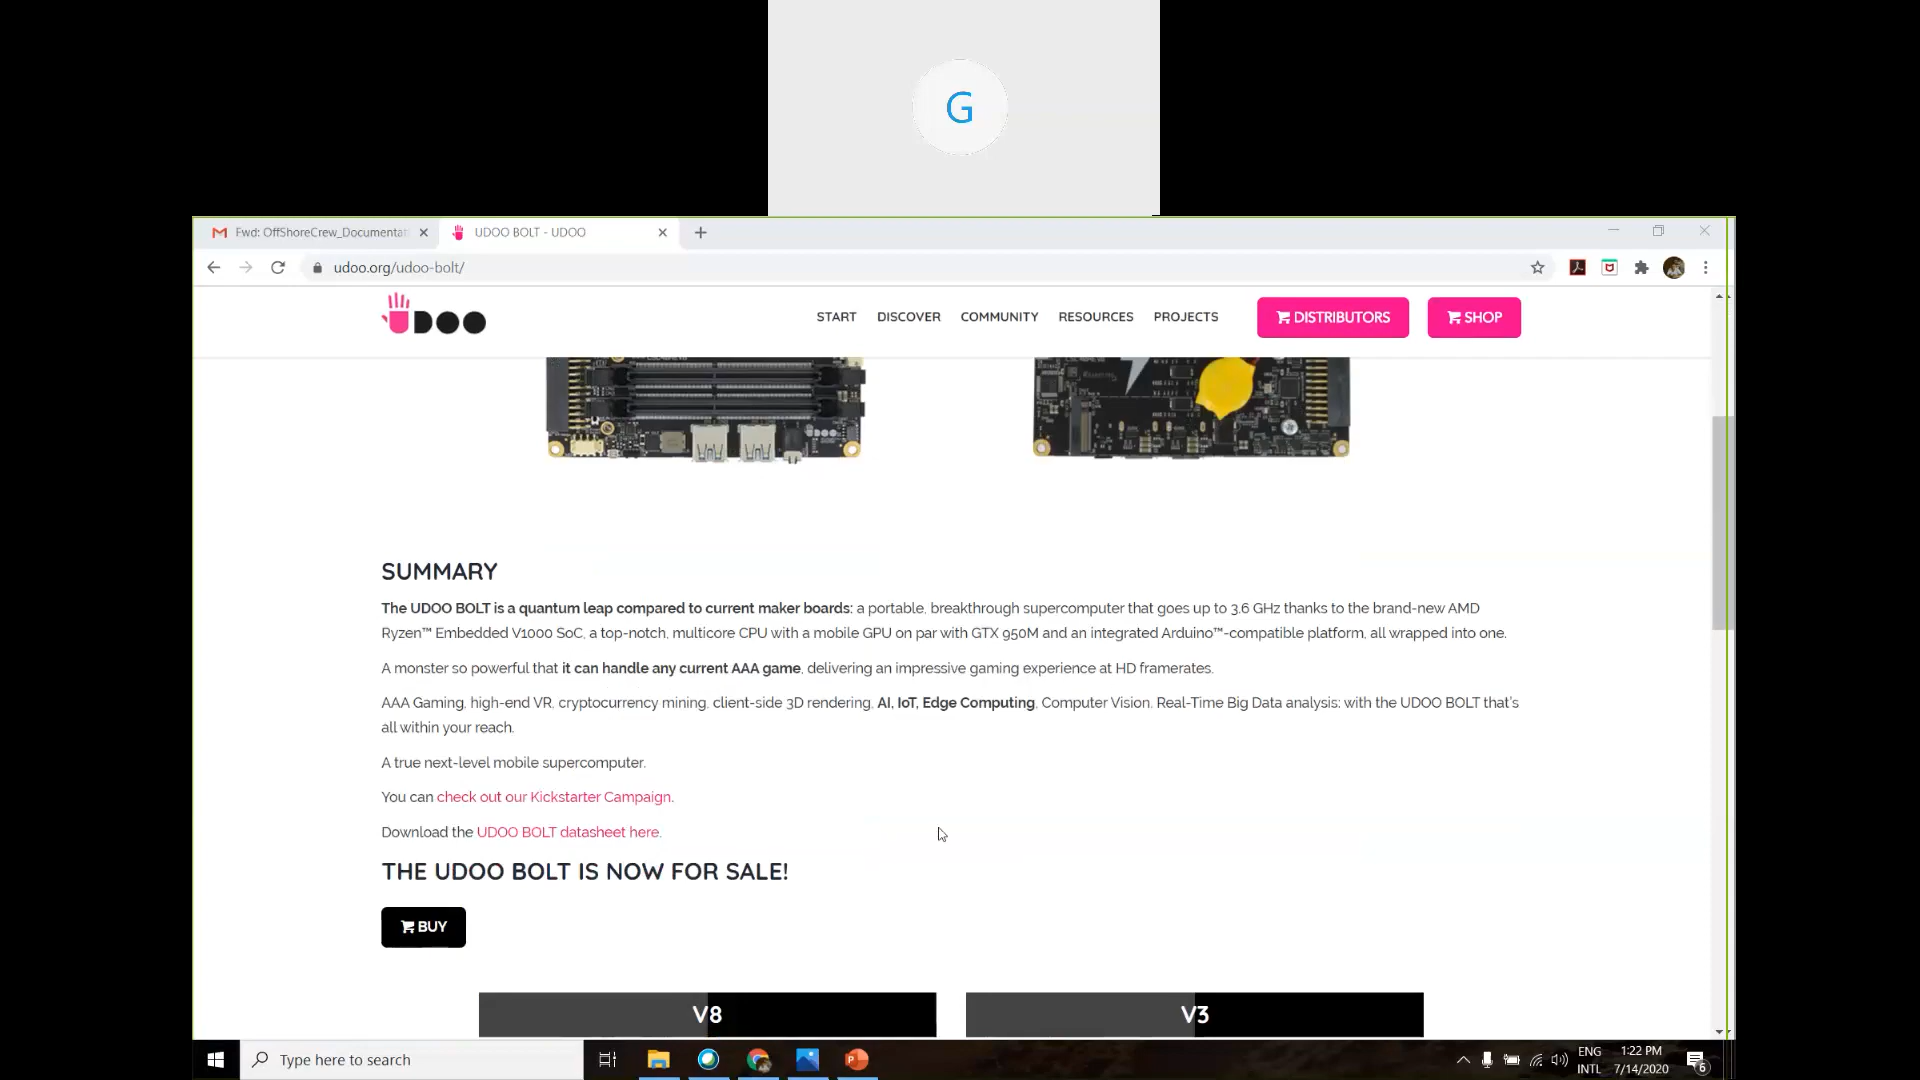 G
Fwd: OffShoreCrew_Documentat
UDOO BOLT - UDOO
udoo.org/udoo-bolt/
DOO
START DISCOVER COMMUNITY RESOURCES PROJECTS DISTRIBUTORS SHOP
SUMMARY
The UDOO BOLT is a quantum leap compared to current maker boards: a portable, breakthrough supercomputer that goes up to 3.6 GHz thanks to the brand-new AMD
Ryzen™ Embedded V1000 SoC, a top-notch, multicore CPU with a mobile GPU on par with GTX 950M and an integrated Arduino™-compatible platform, all wrapped into one.
A monster so powerful that it can handle any current AAA game, delivering an impressive gaming experience at HD framerates.
AAA Gaming, high-end VR, cryptocurrency mining, client-side 3D rendering, AI, IoT, Edge Computing, Computer Vision. Real-Time Big Data analysis: with the UDOO BOLT that's
all within your reach.
A true next-level mobile supercomputer.
You can check out our Kickstarter Campaign.
Download the UDOO BOLT datasheet here.
THE UDOO BOLT IS NOW FOR SALE!
BUY
V8 V3
Type here to search
ENG 1:22 PM
INTL 7/14/2020
6